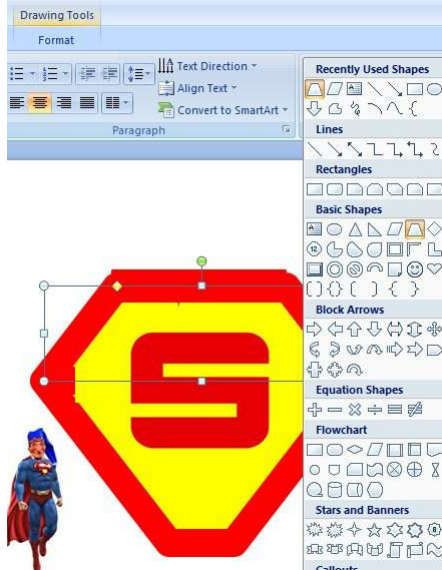 Drawing Tools
Format
Text Direction
Align Text
Convert to SmartArt
Paragraph
Recently Used Shapes
Lines
Rectangles
Basic Shapes
Block Arrows
Equation Shapes
Flowchart
Stars and Banners
Callouts
S